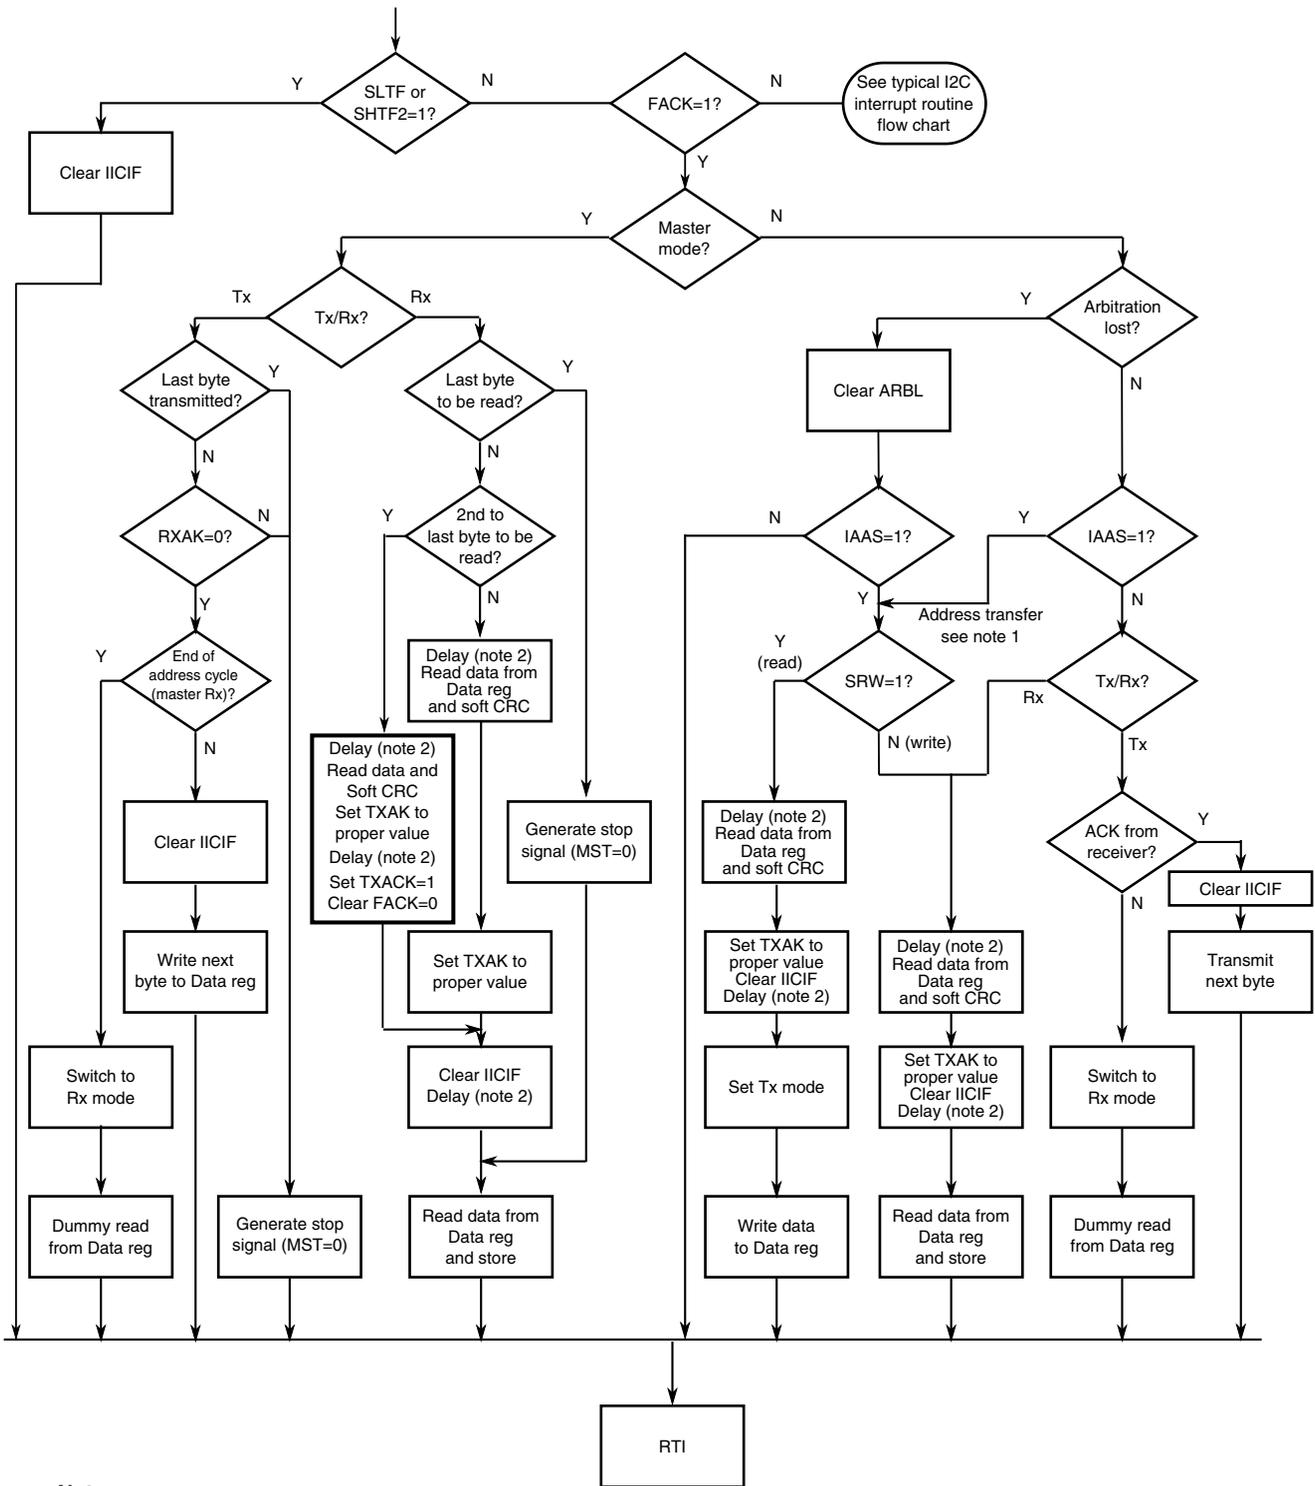 Y
SLTF or
SHTF2=1?
N
FACK=1?
N
See typical I2C
interrupt routine
flow chart
Clear IICIF
Y
Y
Master
mode?
N
Tx
Tx/Rx?
Rx
Y
Arbitration
lost?
Last byte
transmitted?
Y
Last byte
to be read?
Y
Clear ARBL
N
N
N
RXAK=0?
N
Y
2nd to
last byte to be
read?
N
IAAS=1?
Y
IAAS=1?
Y
N
Y
Address transfer
see note 1
N
Y
End of
address cycle
(master Rx)?
Delay (note 2)
Read data from
Data reg
and soft CRC
Y
(read)
SRW=1?
Rx
Tx/Rx?
N
N (write)
Tx
Delay (note 2)
Read data and
Soft CRC
Set TXAK to
proper value
Delay (note 2)
Set TXACK=1
Clear FACK=0
Clear IICIF
Generate stop
signal (MST=0)
Delay (note 2)
Read data from
Data reg
and soft CRC
ACK from
receiver?
Y
Clear IICIF
N
Write next
byte to Data reg
Set TXAK to
proper value
Set TXAK to
proper value
Clear IICIF
Delay (note 2)
Delay (note 2)
Read data from
Data reg
and soft CRC
Transmit
next byte
Switch to
Rx mode
Clear IICIF
Delay (note 2)
Set Tx mode
Set TXAK to
proper value
Clear IICIF
Delay (note 2)
Switch to
Rx mode
Dummy read
from Data reg
Generate stop
signal (MST=0)
Read data from
Data reg
and store
Write data
to Data reg
Read data from
Data reg
and store
Dummy read
from Data reg
RTI